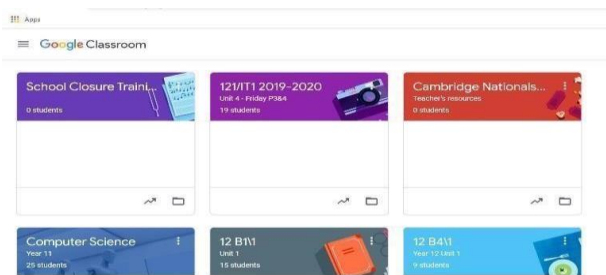 Apps
Google Classroom
School Closure Traini...
0 students
121/IT1 2019-2020
Unit 4 - Friday P3&4
19 students
Cambridge Nationals...
Teacher's resources
0 students
Computer Science
Year 11
25 students
12 B1\1
Unit 1
15 students
12 B4\1
Year 12 Unit 1
9 students